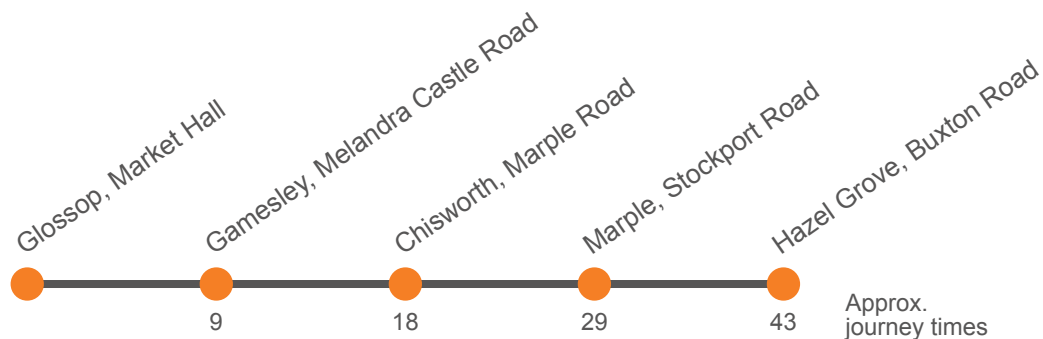 Glossop, Market Hall
Gamesley, Melandra Castle Road
Chisworth, Marple Road
Marple, Stockport Road
Hazel Grove, Buxton Road
9
18
29
43
Approx.
journey times